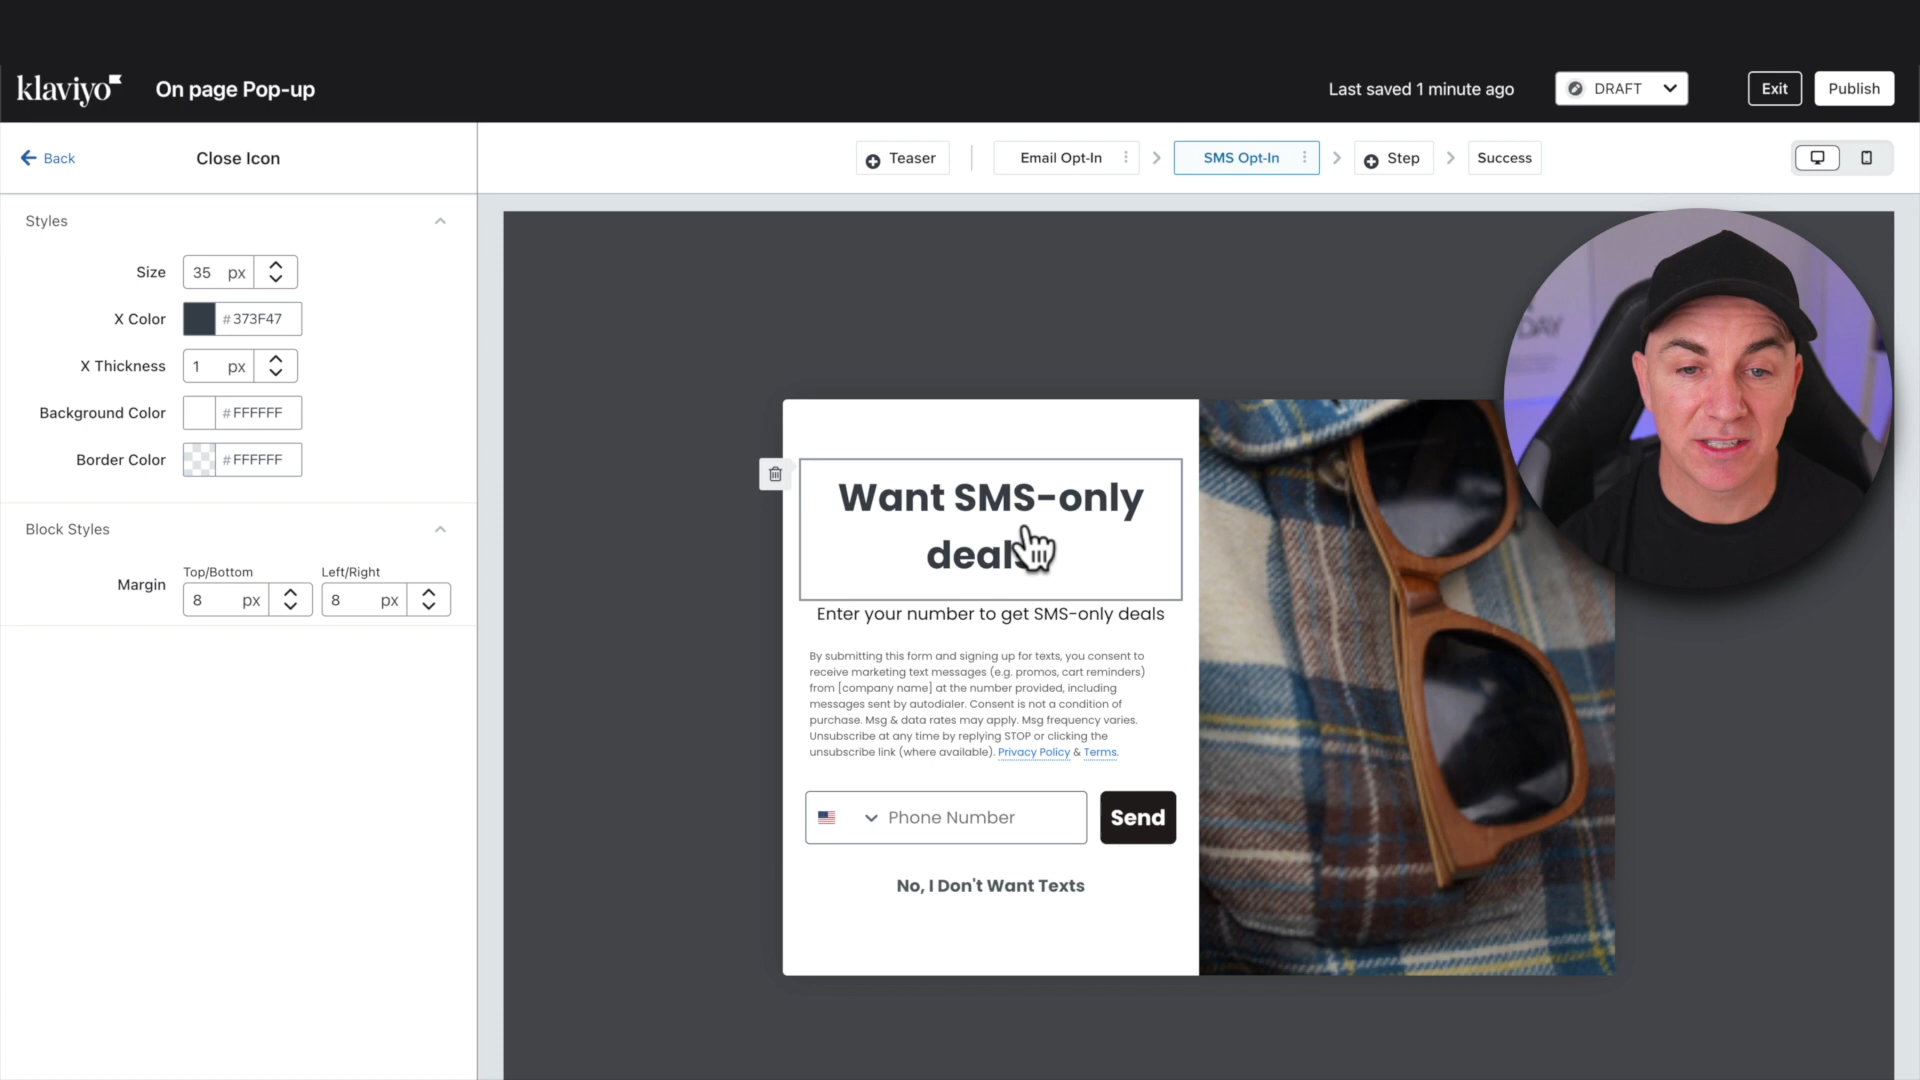 klaviyo
On page Pop-up
Last saved 1 minute ago
DRAFT
Exit
Publish
Back
Close Icon
Teaser
Email Opt-In
SMS Opt-In
Step
Success
Styles
Size
35 px
X Color
#373F47
X Thickness
1 px
Background Color
#FFFFFF
Border Color
#FFFFFF
Block Styles
Margin
Top/Bottom
8 px
Left/Right
8 px
Want SMS-only
deals
Enter your number to get SMS-only deals
By submitting this form and signing up for texts, you consent to
receive marketing text messages (e.g. promos, cart reminders)
from [company name] at the number provided, including
messages sent by autodialer. Consent is not a condition of
purchase. Msg & data rates may apply. Msg frequency varies.
Unsubscribe at any time by replying STOP or clicking the
unsubscribe link (where available). Privacy Policy & Terms.
Phone Number
Send
No, I Don't Want Texts